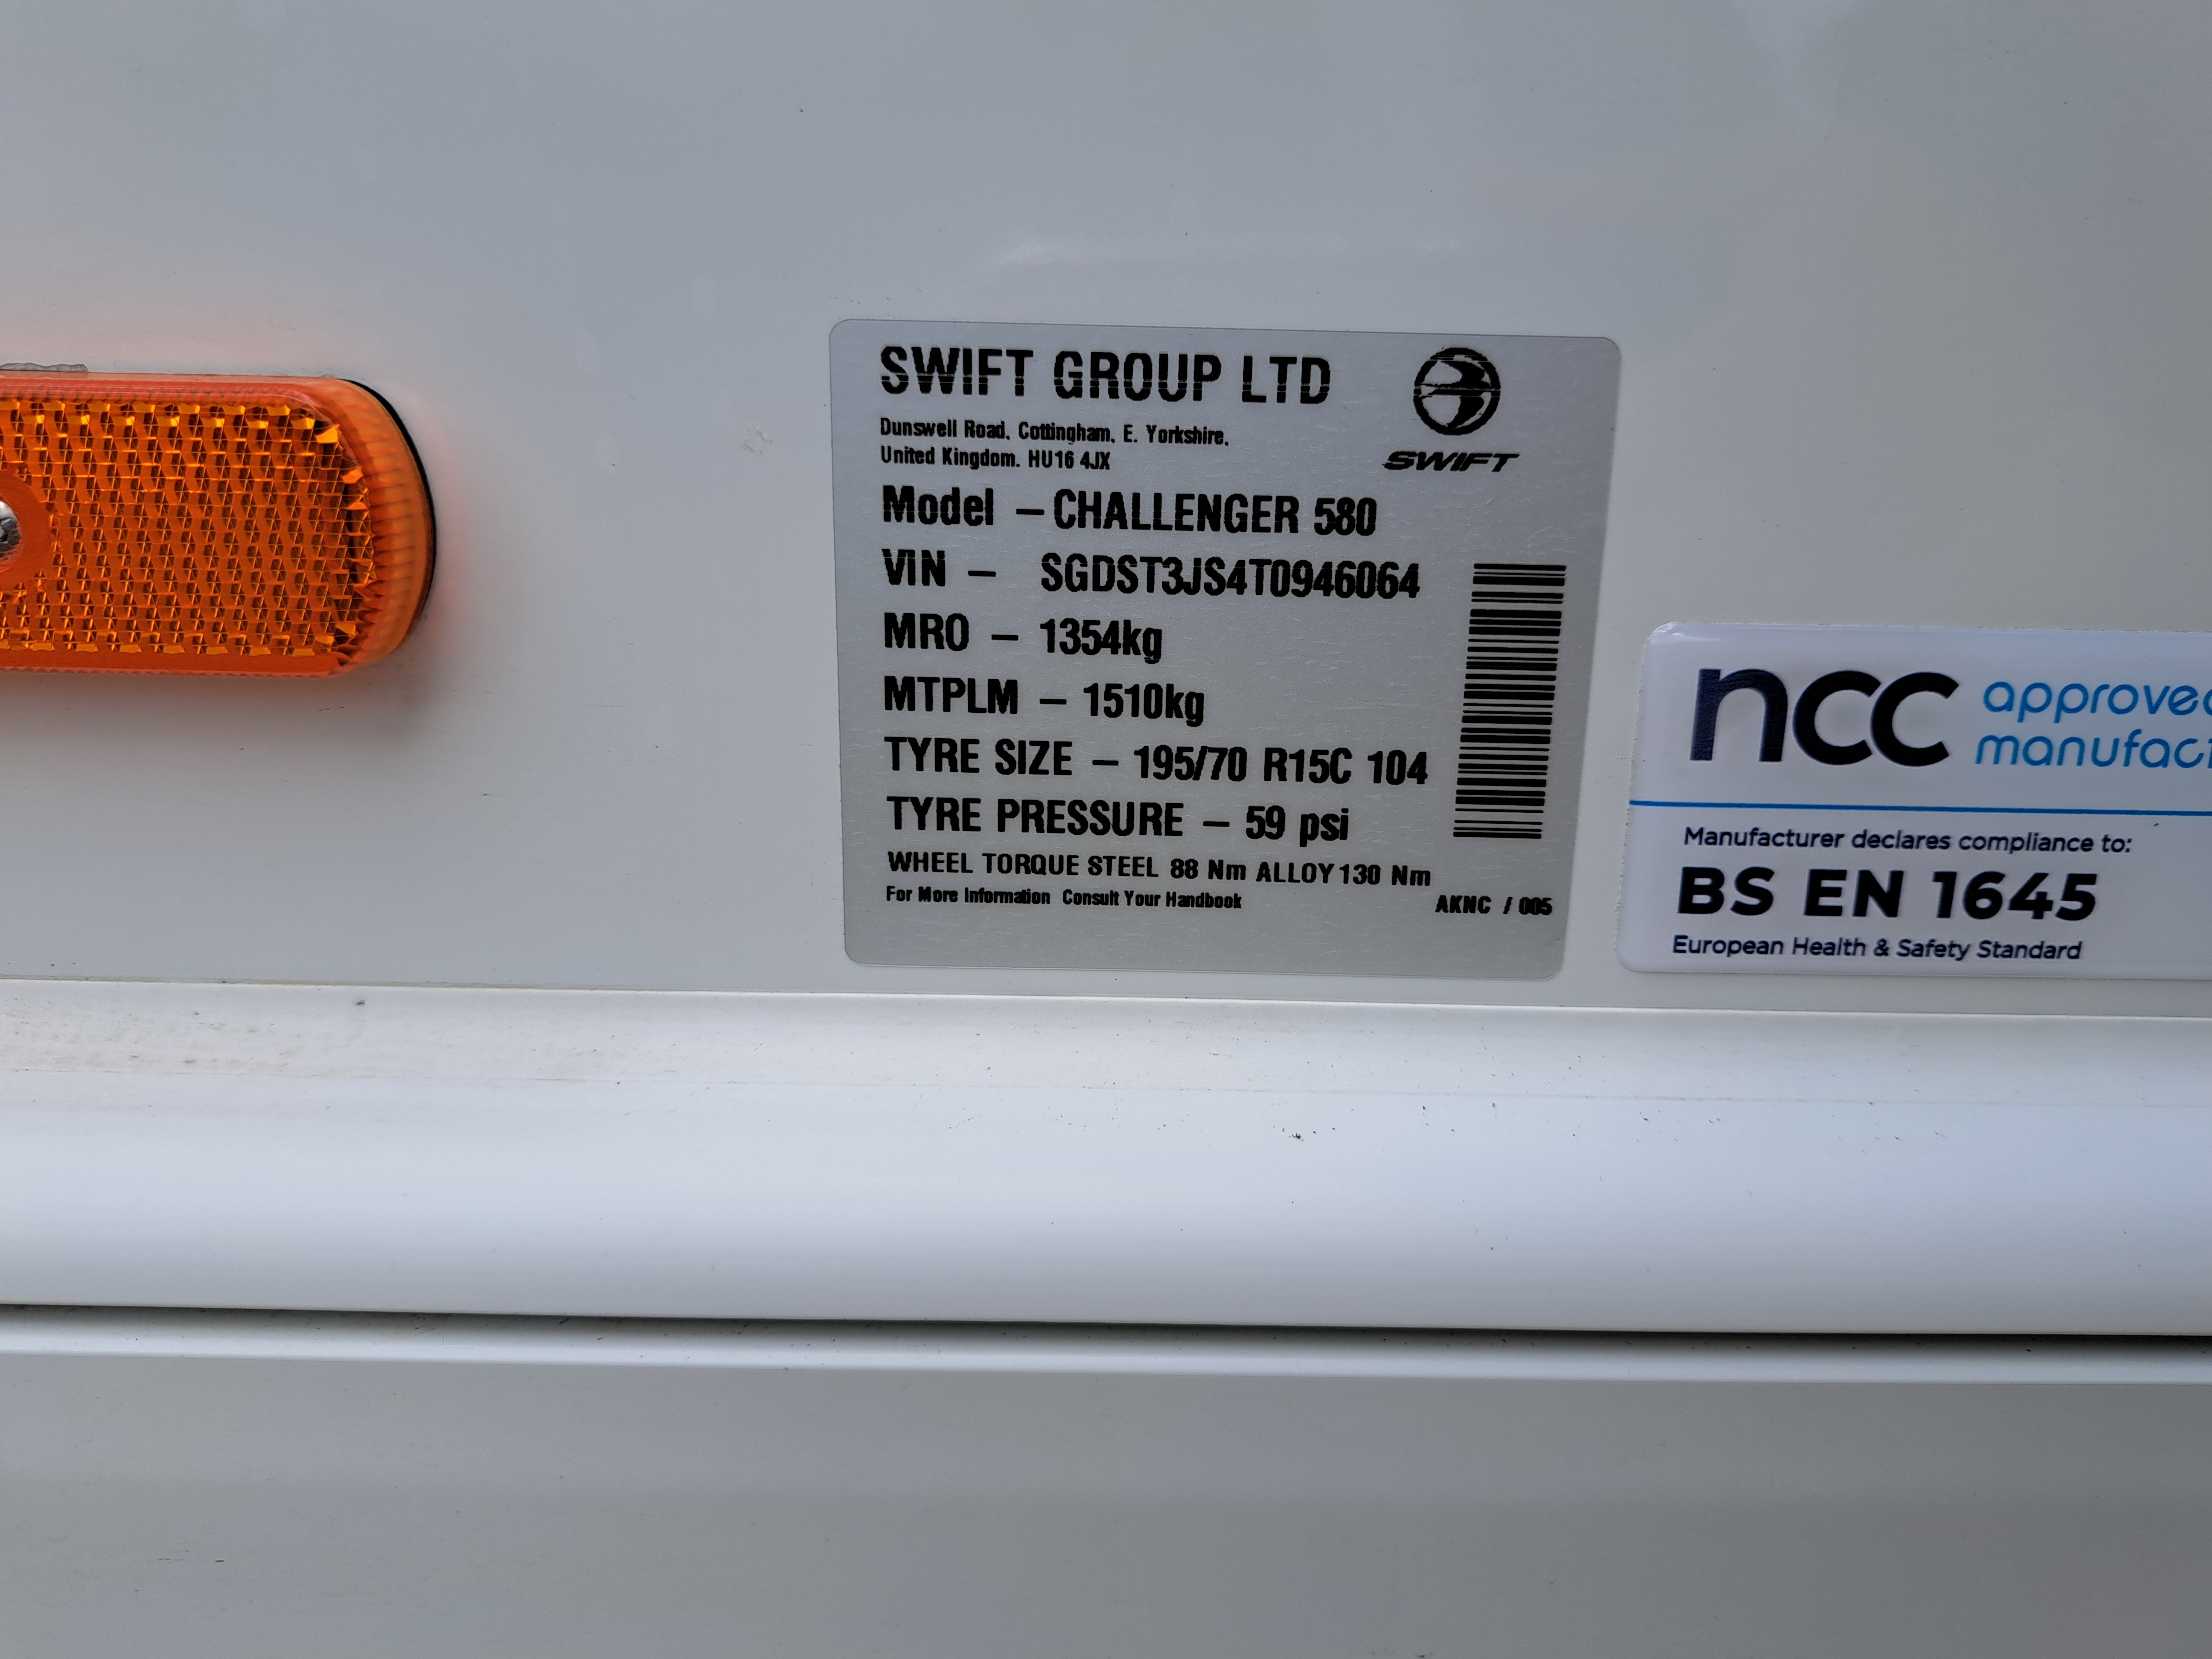 SWIFT GROUP LTD
Dunswell Road, Cottingham, E. Yorkshire,
United Kingdom. HU16 4JX
SWIFT
Model – CHALLENGER 580
VIN – SGDST3JS4T0946064
MRO – 1354kg
MTPLM – 1510kg
TYRE SIZE – 195/70 R15C 104
TYRE PRESSURE – 59 psi
WHEEL TORQUE STEEL 88 Nm ALLOY 130 Nm
For More Information Consult Your Handbook
AKNC / 005
ncc
Manufacturer declares compliance to:
BS EN 1645
European Health & Safety Standard